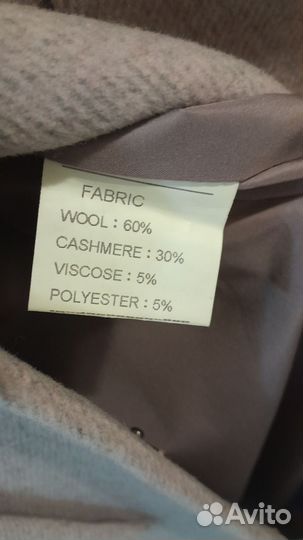 FABRIC
WOOL : 60%
CASHMERE : 30%
VISCOSE : 5%
POLYESTER : 5%
Avito